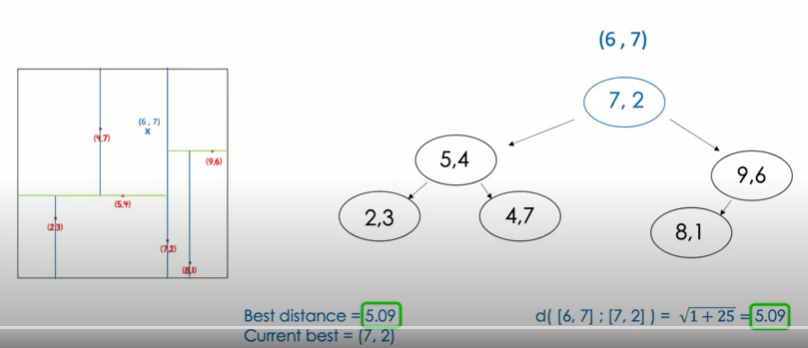 (6 , 7)
7, 2
5,4
9,6
2,3
4,7
8,1
(6 , 7)
x
(4,7)
(9,6)
(5,4)
(2,3)
(7,2)
(8,1)
Best distance = 5.09
Current best = (7, 2)
d( [6, 7] ; [7, 2] ) = √1 + 25 = 5.09